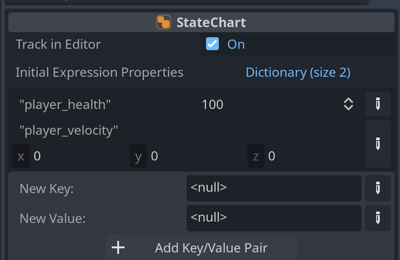 StateChart
Track in Editor On
Initial Expression Properties Dictionary (size 2)
"player_health" 100
"player_velocity"
x 0 y 0 z 0
New Key: <null>
New Value: <null>
+ Add Key/Value Pair